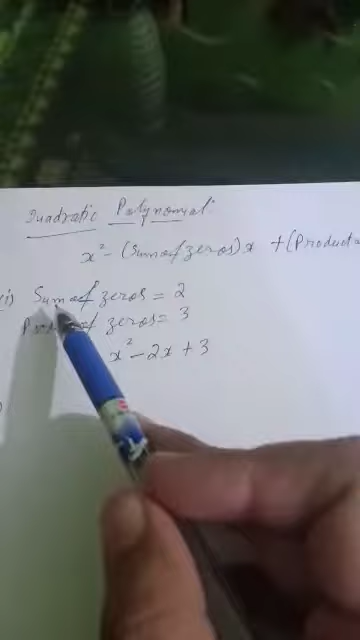 Quadratic Polynomial:
x² - (Sum of zeros)x + (Product =
(i) Sum of zeros = 2
of zeros = 3
x² - 2x + 3
)